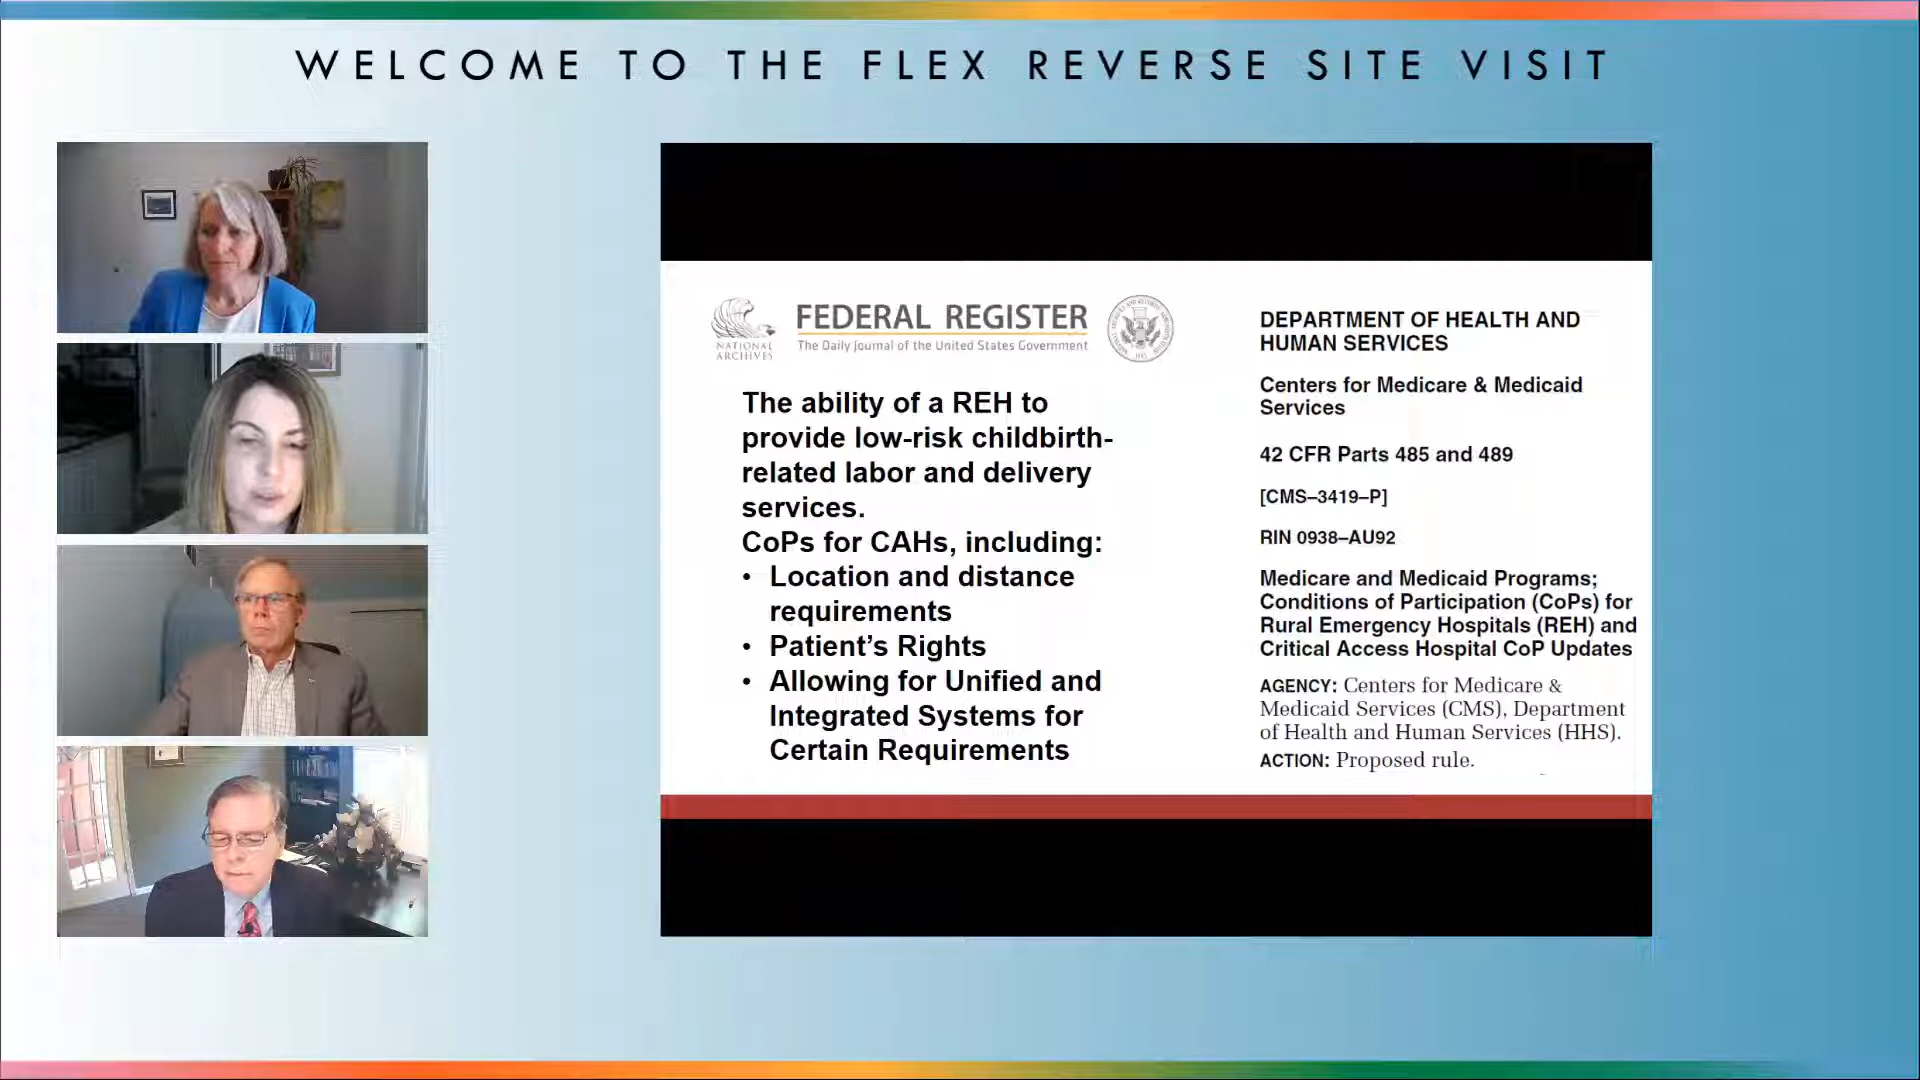 WELCOME TO THE FLEX REVERSE SITE VISIT
NATIONAL
ARCHIVES
FEDERAL REGISTER
The Daily Journal of the United States Government
The ability of a REH to
provide low-risk childbirth-
related labor and delivery
services.
CoPs for CAHs, including:
• Location and distance
requirements
• Patient’s Rights
• Allowing for Unified and
Integrated Systems for
Certain Requirements
DEPARTMENT OF HEALTH AND
HUMAN SERVICES
Centers for Medicare & Medicaid
Services
42 CFR Parts 485 and 489
[CMS–3419–P]
RIN 0938–AU92
Medicare and Medicaid Programs;
Conditions of Participation (CoPs) for
Rural Emergency Hospitals (REH) and
Critical Access Hospital CoP Updates
AGENCY: Centers for Medicare &
Medicaid Services (CMS), Department
of Health and Human Services (HHS).
ACTION: Proposed rule.